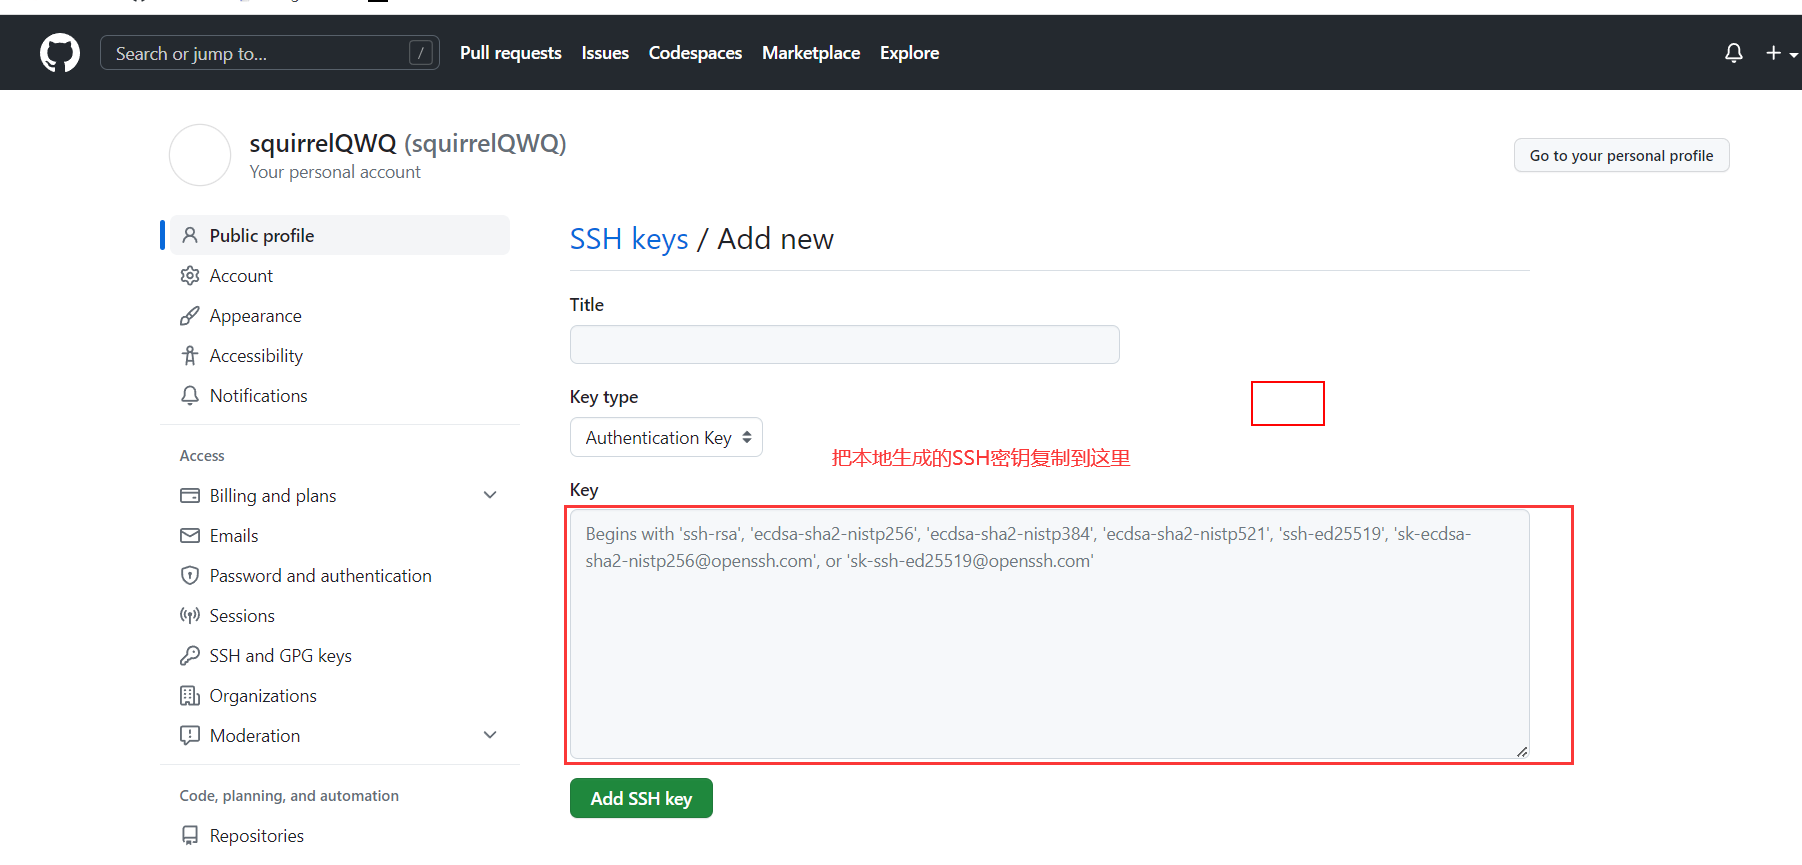 Search or jump to... /
Pull requests Issues Codespaces Marketplace Explore
squirrelQWQ (squirrelQWQ)
Your personal account
Go to your personal profile
Public profile
Account
Appearance
Accessibility
Notifications
Access
Billing and plans
Emails
Password and authentication
Sessions
SSH and GPG keys
Organizations
Moderation
Code, planning, and automation
Repositories
SSH keys / Add new
Title
Key type
Authentication Key
把本地生成的SSH密钥复制到这里
Key
Begins with 'ssh-rsa', 'ecdsa-sha2-nistp256', 'ecdsa-sha2-nistp384', 'ecdsa-sha2-nistp521', 'ssh-ed25519', 'sk-ecdsa-
sha2-nistp256@openssh.com', or 'sk-ssh-ed25519@openssh.com'
Add SSH key